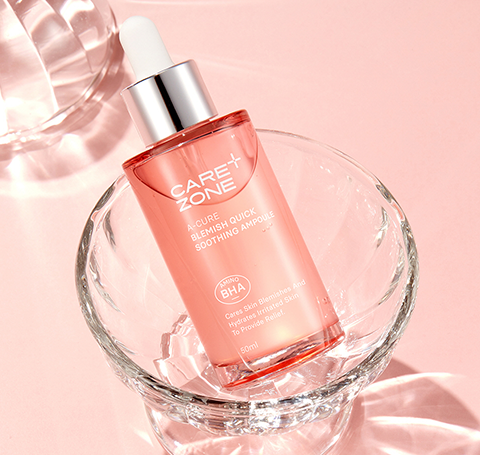 CARE+
ZONE
A-CURE
BLEMISH QUICK
SOOTHING AMPOULE
AMINO
BHA
Cares Skin Blemishes And
Hydrates Irritated Skin
To Provide Relief
50ml